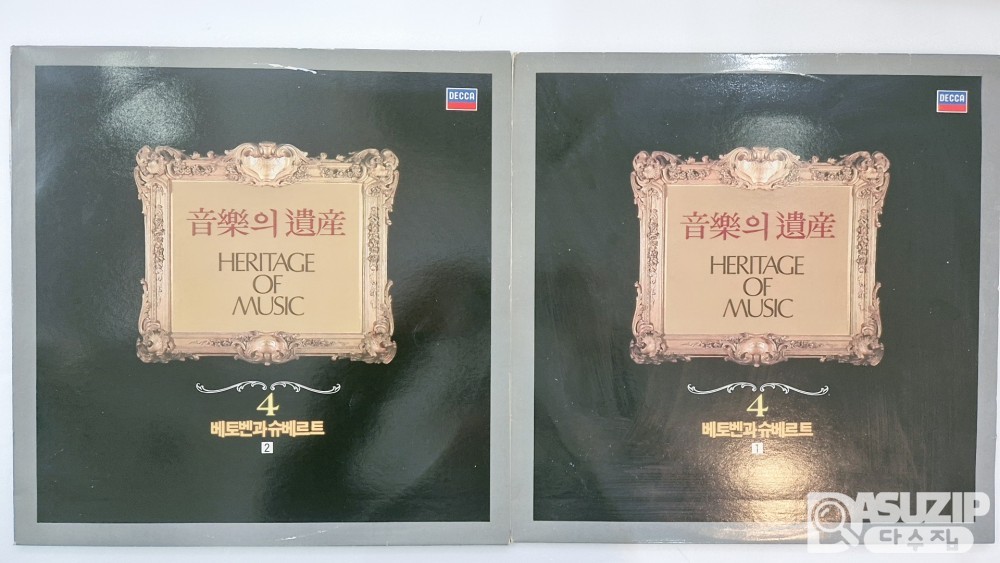 DECCA
音樂의 遺産
HERITAGE
OF
MUSIC
4
베토벤과 슈베르트
2
DECCA
音樂의 遺産
HERITAGE
OF
MUSIC
4
베토벤과 슈베르트
1
DASUZIP
다수집